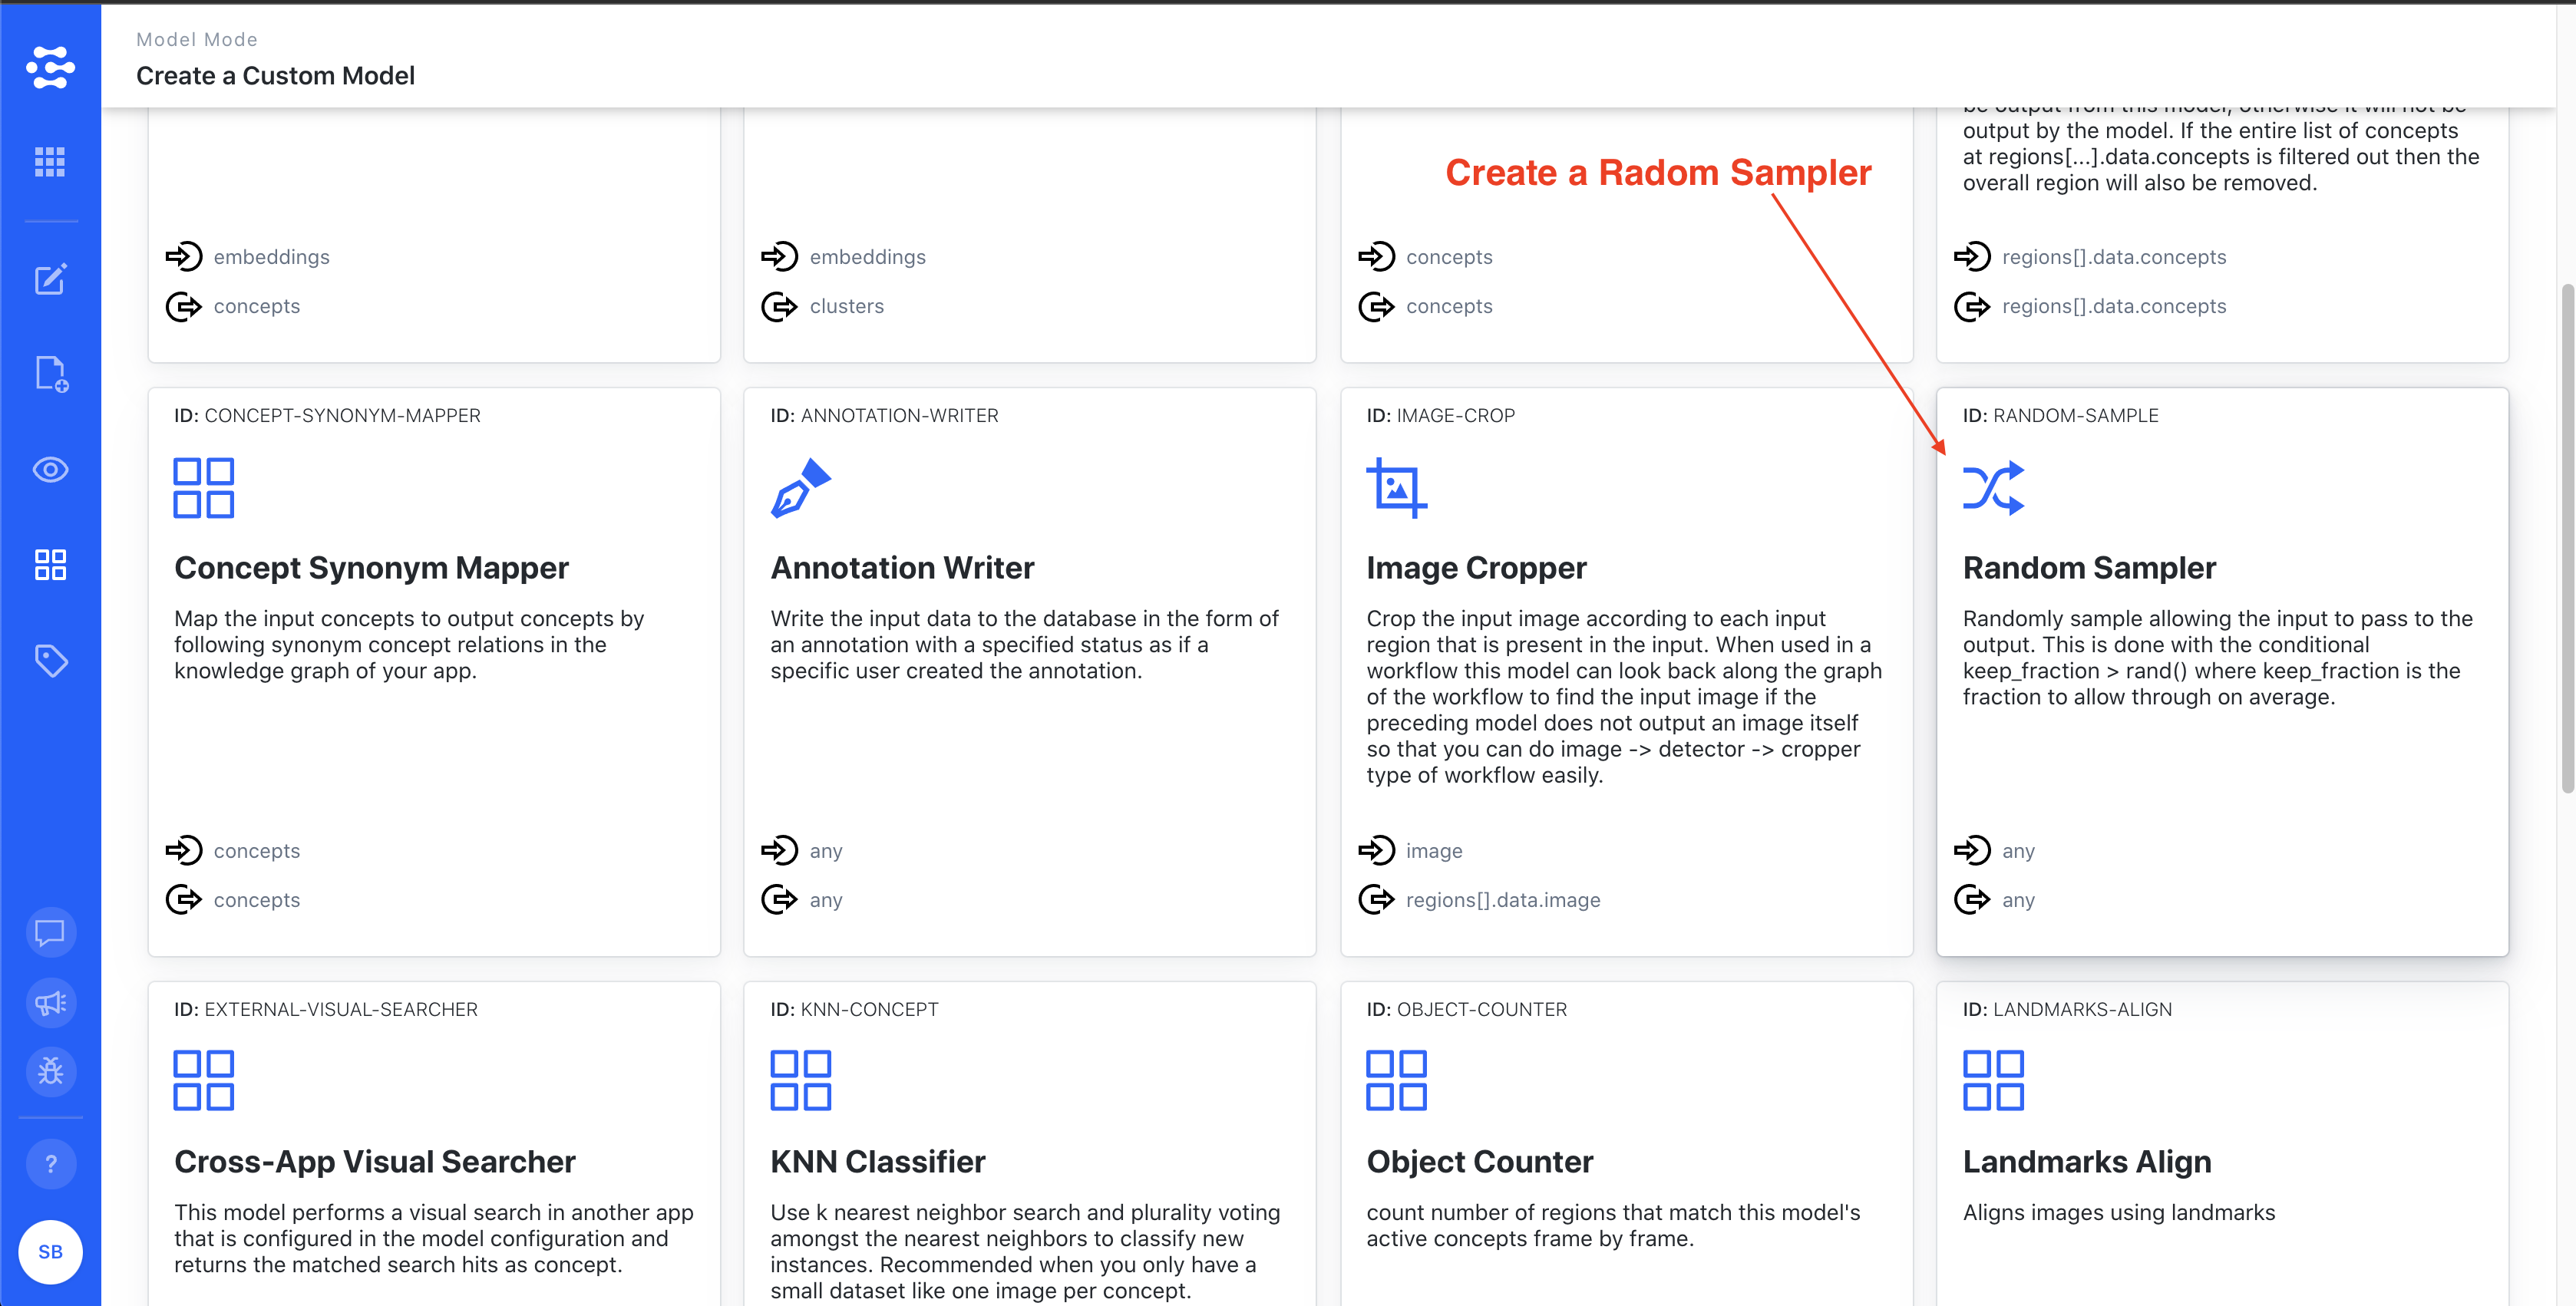 Model Mode
Create a Custom Model
be output from this model, otherwise it will not be
output by the model. If the entire list of concepts
at regions[...].data.concepts is filtered out then the
overall region will also be removed.
Create a Radom Sampler
embeddings
concepts
embeddings
clusters
concepts
concepts
regions[].data.concepts
regions[].data.concepts
ID: CONCEPT-SYNONYM-MAPPER
Concept Synonym Mapper
Map the input concepts to output concepts by
following synonym concept relations in the
knowledge graph of your app.
concepts
concepts
ID: ANNOTATION-WRITER
Annotation Writer
Write the input data to the database in the form of
an annotation with a specified status as if a
specific user created the annotation.
any
any
ID: IMAGE-CROP
Image Cropper
Crop the input image according to each input
region that is present in the input. When used in a
workflow this model can look back along the graph
of the workflow to find the input image if the
preceding model does not output an image itself
so that you can do image -> detector -> cropper
type of workflow easily.
image
regions[].data.image
ID: RANDOM-SAMPLE
Random Sampler
Randomly sample allowing the input to pass to the
output. This is done with the conditional
keep_fraction > rand() where keep_fraction is the
fraction to allow through on average.
any
any
ID: EXTERNAL-VISUAL-SEARCHER
Cross-App Visual Searcher
This model performs a visual search in another app
that is configured in the model configuration and
returns the matched search hits as concept.
ID: KNN-CONCEPT
KNN Classifier
Use k nearest neighbor search and plurality voting
amongst the nearest neighbors to classify new
instances. Recommended when you only have a
small dataset like one image per concept.
ID: OBJECT-COUNTER
Object Counter
count number of regions that match this model's
active concepts frame by frame.
ID: LANDMARKS-ALIGN
Landmarks Align
Aligns images using landmarks
?
SB